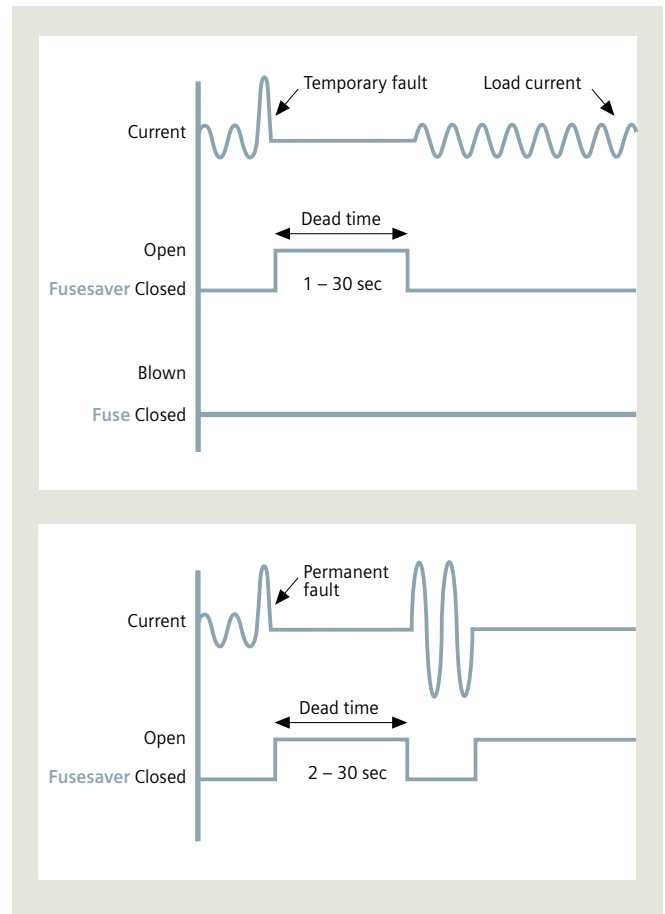 Temporary fault
Load current
Current
Dead time
Open
1 – 30 sec
Fusesaver Closed
Blown
Fuse Closed
Permanent
fault
Current
Dead time
Open
2 – 30 sec
Fusesaver Closed